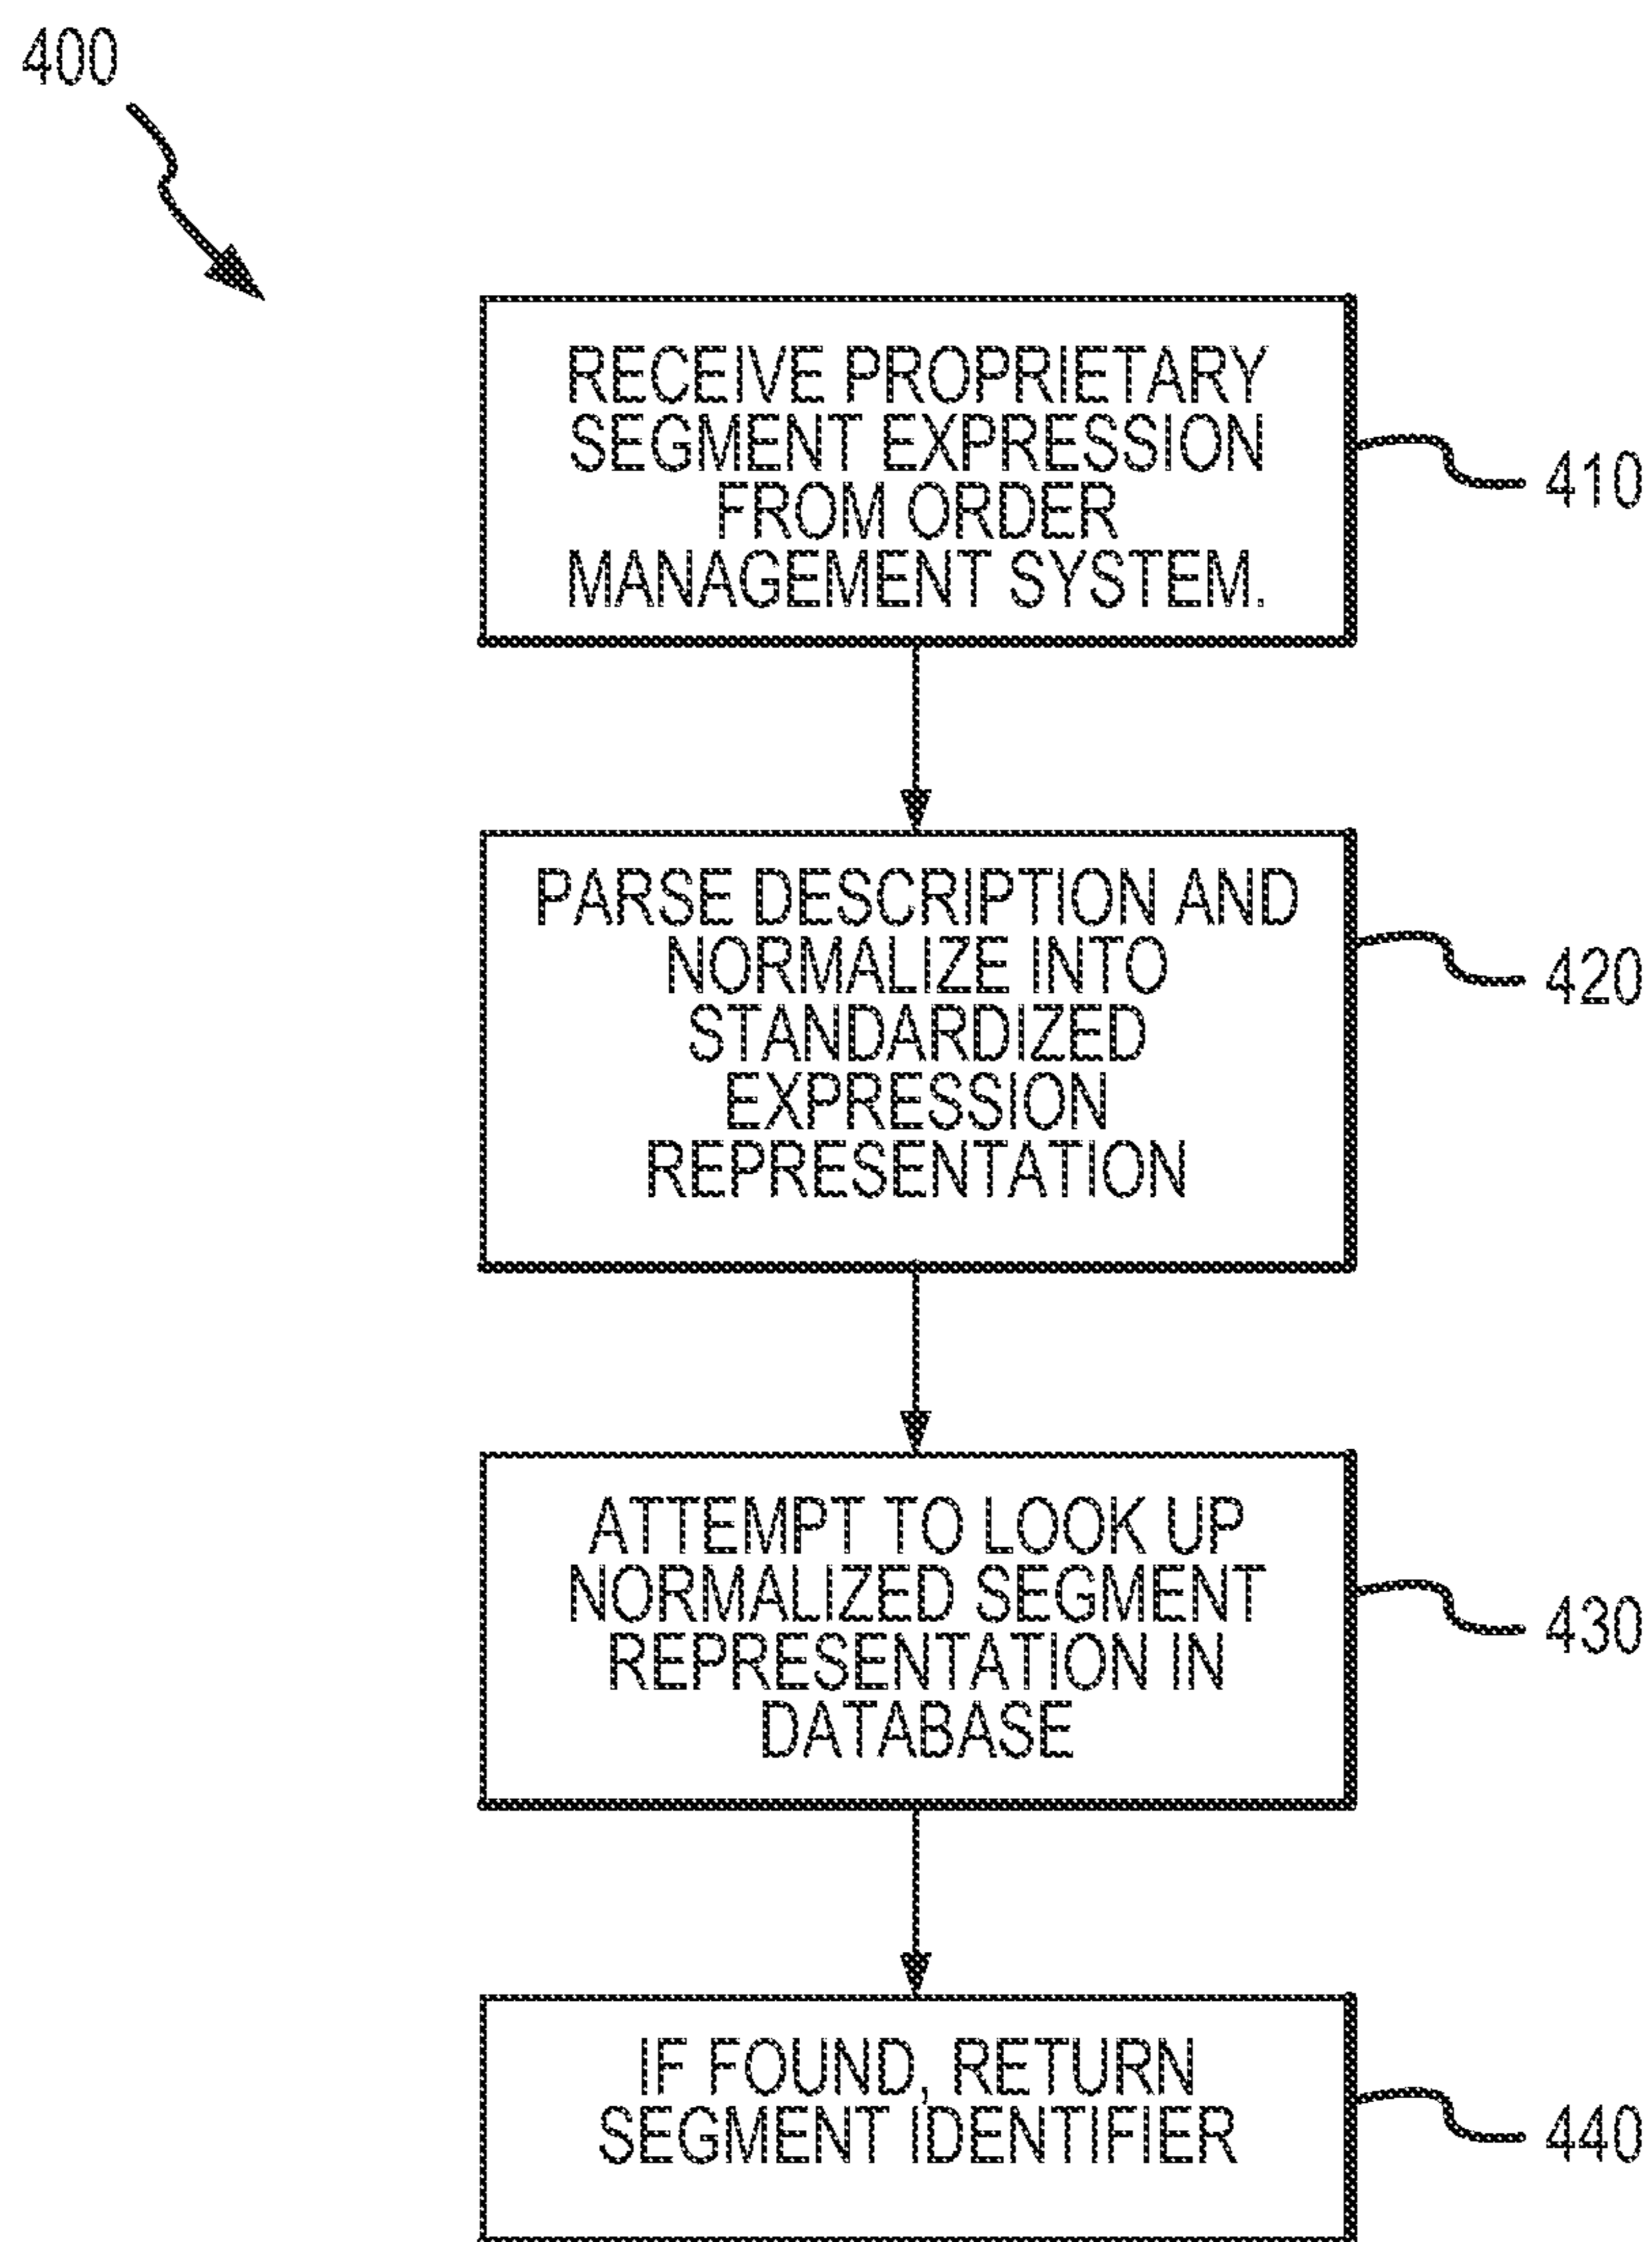 400
RECEIVE PROPRIETARY
SEGMENT EXPRESSION
FROM ORDER
MANAGEMENT SYSTEM.
410
PARSE DESCRIPTION AND
NORMALIZE INTO
STANDARDIZED
EXPRESSION
REPRESENTATION
420
ATTEMPT TO LOOK UP
NORMALIZED SEGMENT
REPRESENTATION IN
DATABASE
430
IF FOUND, RETURN
SEGMENT IDENTIFIER
440